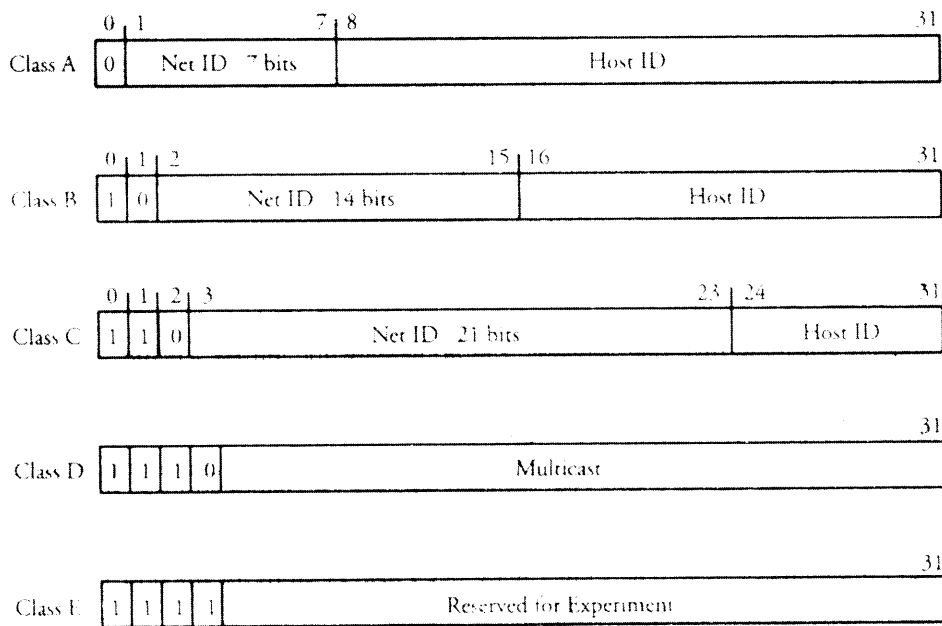 0 1 7 8 31
Class A 0 Net ID 7 bits Host ID
0 1 2 15 16 31
Class B 1 0 Net ID 14 bits Host ID
0 1 2 3 23 24 31
Class C 1 1 0 Net ID 21 bits Host ID
31
Class D 1 1 1 0 Multicast
31
Class E 1 1 1 1 Reserved for Experiment